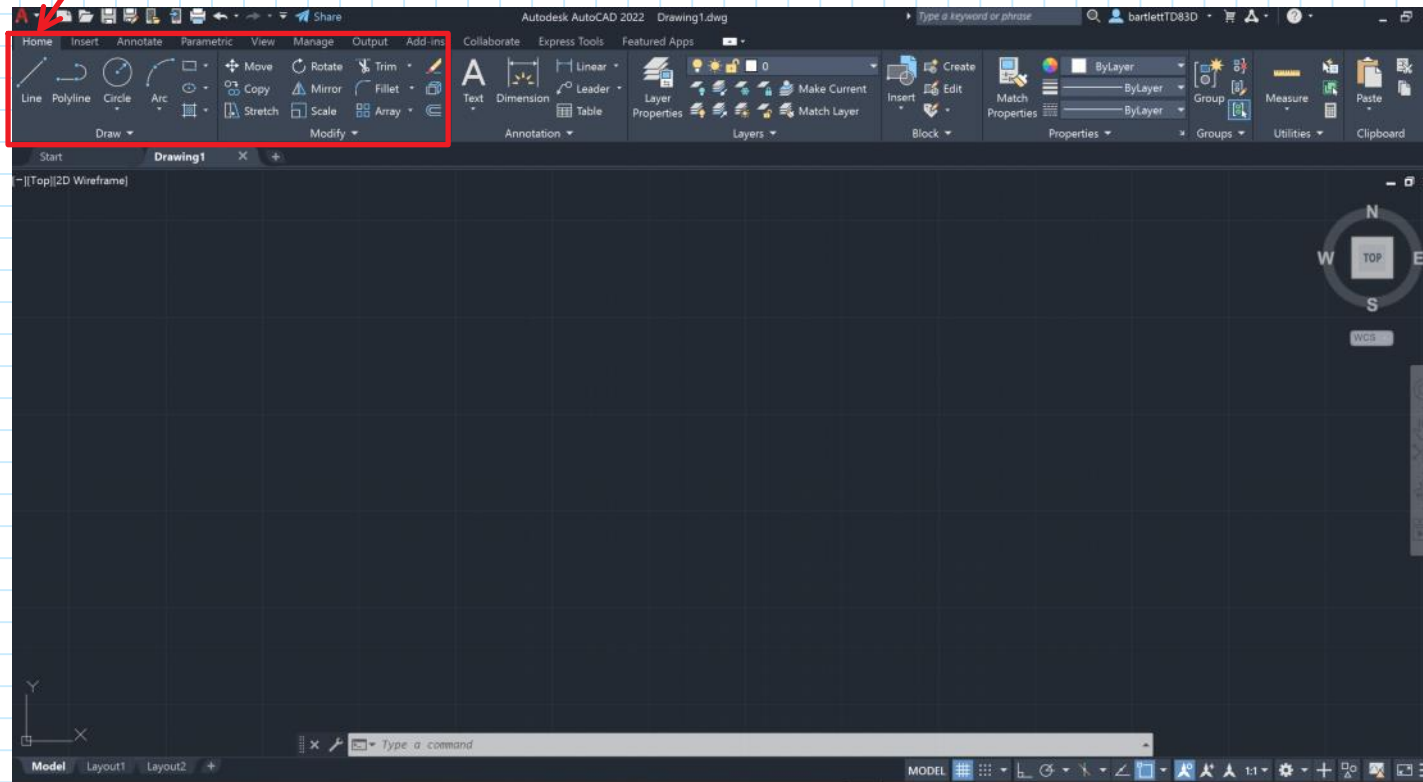 Share Autodesk AutoCAD 2022 Drawing1.dwg Type a keyword or phrase bartlettTD83D
Home Insert Annotate Parametric View Manage Output Add-ins Collaborate Express Tools Featured Apps
Move Rotate Trim Linear 0 Create ByLayer
Line Polyline Circle Arc Copy Mirror Fillet Text Dimension Leader Layer Properties Make Current Insert Edit Match Properties ByLayer Group Measure Paste
Stretch Scale Array Table Match Layer ByLayer
Draw Modify Annotation Layers Block Properties Groups Utilities Clipboard
Start Drawing1 +
[-][Top][2D Wireframe]
N
W TOP E
S
WCS
Y
X
Type a command
Model Layout1 Layout2 + MODEL 1:1